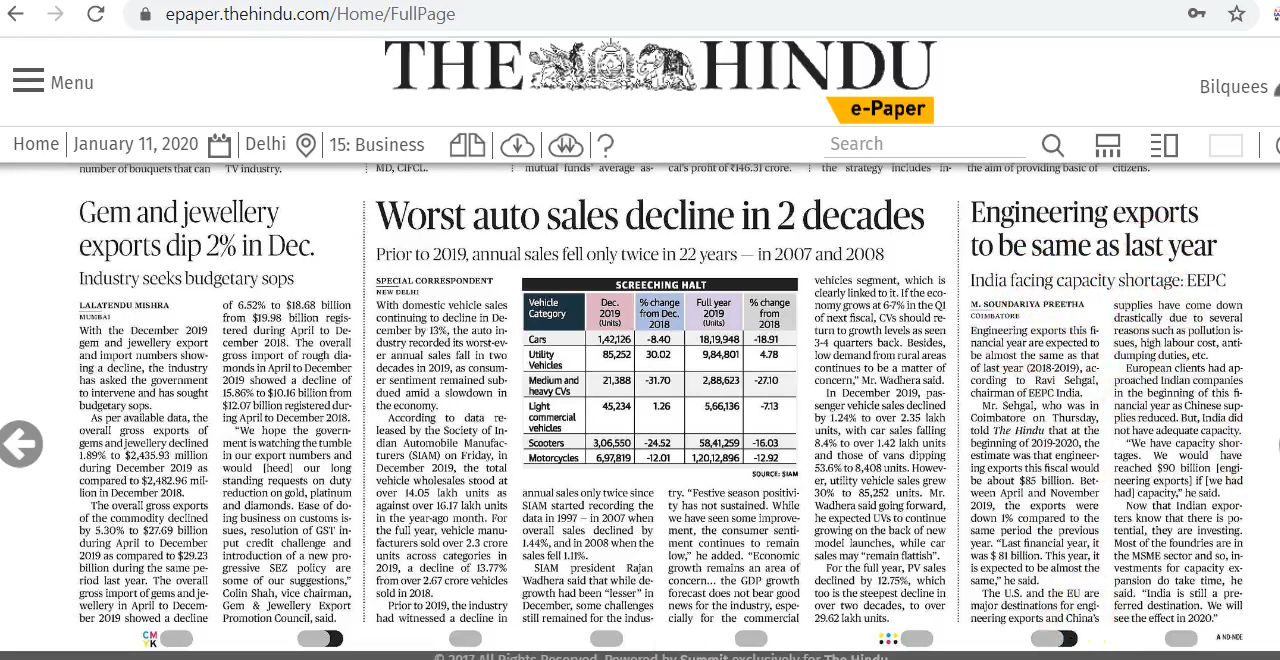 epaper.thehindu.com/Home/FullPage
THE HINDU
e-Paper
Menu
Bilquees
Home
January 11, 2020
Delhi
15: Business
?
Search
number of bouquets that can
TV industry.
MD, CIFCL.
mutual funds' average as-
cal's profit of ₹146.31 crore.
the strategy includes in-
the aim of providing basic of
citizens.
Gem and jewellery
exports dip 2% in Dec.
Industry seeks budgetary sops
LALATENDU MISHRA
MUMBAI
With the December 2019
gem and jewellery export
and import numbers show-
ing a decline, the industry
has asked the government
to intervene and has sought
budgetary sops.
As per available data, the
overall gross exports of
gems and jewellery declined
1.89% to $2,435.93 million
during December 2019 as
compared to $2,482.96 mil-
lion in December 2018.
The overall gross exports
of the commodity declined
by 5.30% to $27.69 billion
during April to December
2019 as compared to $29.23
billion during the same pe-
riod last year. The overall
gross import of gems and je-
wellery in April to Decem-
ber 2019 showed a decline
of 6.52% to $18.68 billion
from $19.98 billion regis-
tered during April to De-
cember 2018. The overall
gross import of rough dia-
monds in April to December
2019 showed a decline of
15.86% to $10.16 billion from
$12.07 billion registered dur-
ing April to December 2018.
"We hope the govern-
ment is watching the tumble
in our export numbers and
would [heed] our long
standing requests on duty
reduction on gold, platinum
and diamonds. Ease of do-
ing business on customs is-
sues, resolution of GST in-
put credit challenge and
introduction of a new pro-
gressive SEZ policy are
some of our suggestions,"
Colin Shah, vice chairman,
Gem & Jewellery Export
Promotion Council, said.
Worst auto sales decline in 2 decades
Prior to 2019, annual sales fell only twice in 22 years — in 2007 and 2008
SPECIAL CORRESPONDENT
NEW DELHI
With domestic vehicle sales
continuing to decline in De-
cember by 13%, the auto in-
dustry recorded its worst-ev-
er annual sales fall in two
decades in 2019, as consum-
er sentiment remained sub-
dued amid a slowdown in
the economy.
According to data re-
leased by the Society of In-
dian Automobile Manufac-
turers (SIAM) on Friday, in
December 2019, the total
vehicle wholesales stood at
over 14.05 lakh units as
against over 16.17 lakh units
in the year-ago month. For
the full year, vehicle manu-
facturers sold over 2.3 crore
units across categories in
2019, a decline of 13.77%
from over 2.67 crore vehicles
sold in 2018.
Prior to 2019, the industry
had witnessed a decline in
SCREECHING HALT
Vehicle Category | Dec. 2019 (Units) | % change from Dec. 2018 | Full year 2019 (Units) | % change from 2018
Cars 1,42,126 -8.40 18,19,948 -18.91
Utility Vehicles 85,252 30.02 9,84,801 4.78
Medium and heavy CVs 21,388 -31.70 2,88,623 -27.10
Light commercial vehicles 45,234 1.26 5,66,136 -7.13
Scooters 3,06,550 -24.52 58,41,259 -16.03
Motorcycles 6,97,819 -12.01 1,20,12,896 -12.92
SOURCE: SIAM
annual sales only twice since
SIAM started recording the
data in 1997 – in 2007 when
overall sales declined by
1.44%, and in 2008 when the
sales fell 1.11%.
SIAM president Rajan
Wadhera said that while de-
growth had been "lesser" in
December, some challenges
still remained for the indus-
try. "Festive season positivi-
ty has not sustained. While
we have seen some improve-
ment, the consumer senti-
ment continues to remain
low," he added. "Economic
growth remains an area of
concern... the GDP growth
forecast does not bear good
news for the industry, espe-
cially for the commercial
vehicles segment, which is
clearly linked to it. If the eco-
nomy grows at 6-7% in the Q1
of next fiscal, CVs should re-
turn to growth levels as seen
3-4 quarters back. Besides,
low demand from rural areas
continues to be a matter of
concern," Mr. Wadhera said.
In December 2019, pas-
senger vehicle sales declined
by 1.24% to over 2.35 lakh
units, with car sales falling
8.4% to over 1.42 lakh units
and those of vans dipping
53.6% to 8,408 units. Howev-
er, utility vehicle sales grew
30% to 85,252 units. Mr.
Wadhera said going forward,
he expected UVs to continue
growing on the back of new
model launches, while car
sales may "remain flattish".
For the full year, PV sales
declined by 12.75%, which
too is the steepest decline in
over two decades, to over
29.62 lakh units.
Engineering exports
to be same as last year
India facing capacity shortage: EEPC
M. SOUNDARIYA PREETHA
COIMBATORE
Engineering exports this fi-
nancial year are expected to
be almost the same as that
of last year (2018-2019), ac-
cording to Ravi Sehgal,
chairman of EEPC India.
Mr. Sehgal, who was in
Coimbatore on Thursday,
told The Hindu that at the
beginning of 2019-2020, the
estimate was that engineer-
ing exports this fiscal would
be about $85 billion. Bet-
ween April and November
2019, the exports were
down 1% compared to the
same period the previous
year. "Last financial year, it
was $ 81 billion. This year, it
is expected to be almost the
same," he said.
The U.S. and the EU are
major destinations for engi-
neering exports and China's
supplies have come down
drastically due to several
reasons such as pollution is-
sues, high labour cost, anti-
dumping duties, etc.
European clients had ap-
proached Indian companies
in the beginning of this fi-
nancial year as Chinese sup-
plies reduced. But, India did
not have adequate capacity.
"We have capacity shor-
tages. We would have
reached $90 billion [engi-
neering exports] if [we had
had] capacity," he said.
Now that Indian expor-
ters know that there is po-
tential, they are investing.
Most of the foundries are in
the MSME sector and so, in-
vestments for capacity ex-
pansion do take time, he
said. "India is still a pre-
ferred destination. We will
see the effect in 2020."
CM
YK
A ND-NDE
© 2017 All Rights Reserved. Powered by Summit exclusively for The Hindu